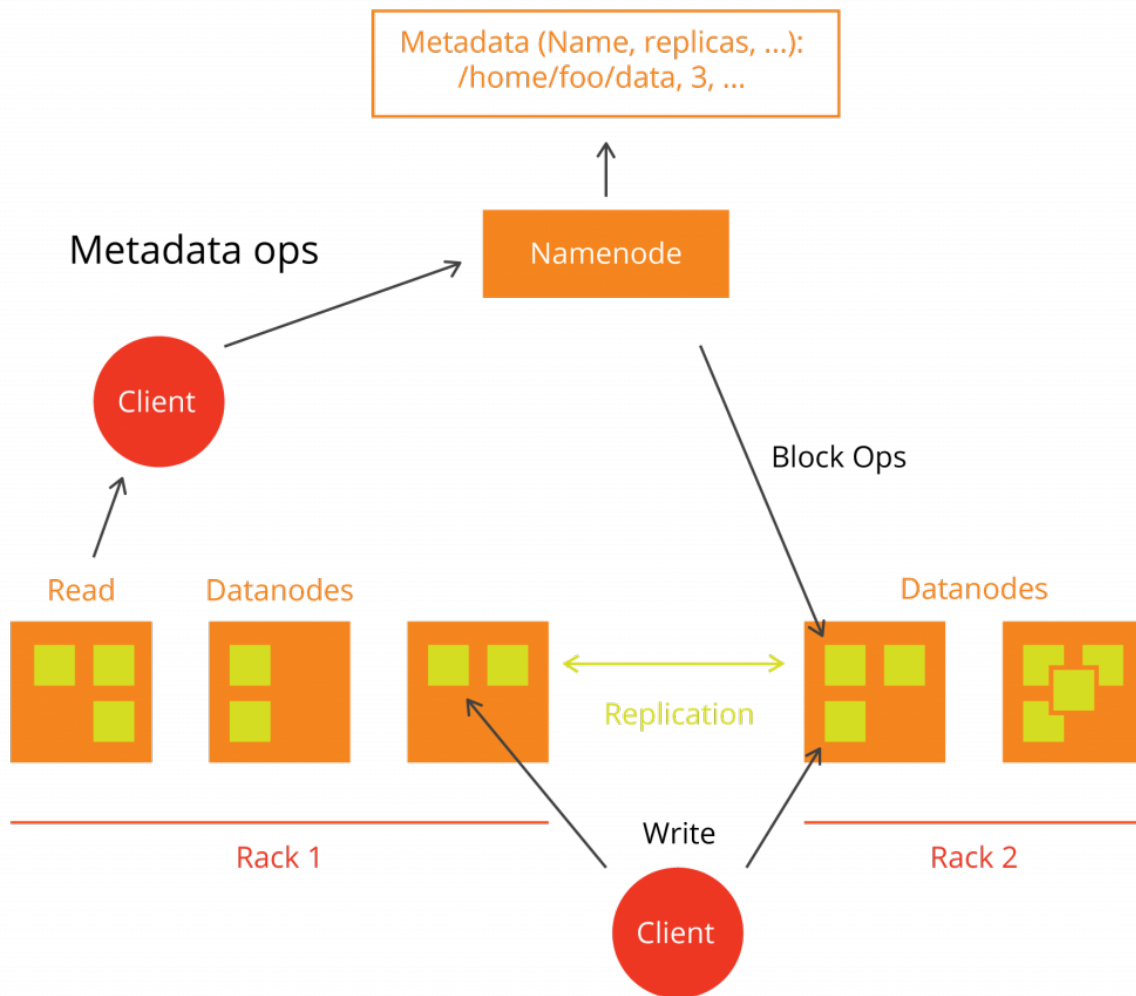 Metadata (Name, replicas, ...):
/home/foo/data, 3, ...
Metadata ops
Namenode
Client
Block Ops
Read
Datanodes
Datanodes
Replication
Write
Rack 1
Rack 2
Client